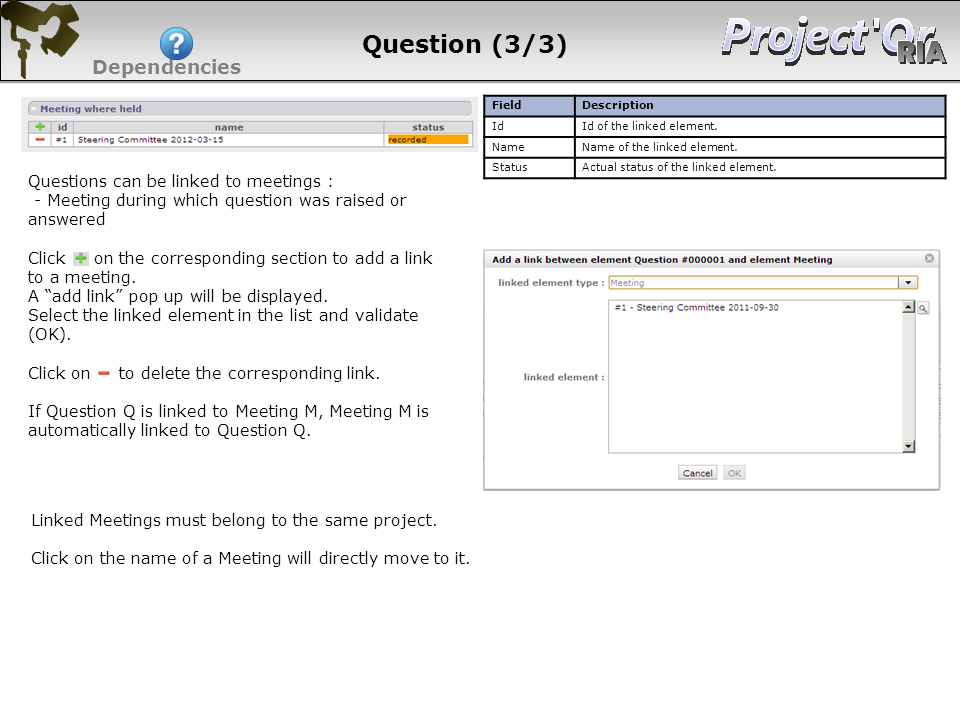 Question (3/3)
Project'Or
RIA
Dependencies
Meeting where held
id name status
#1 Steering Committee 2012-03-15 recorded
Field Description
Id Id of the linked element.
Name Name of the linked element.
Status Actual status of the linked element.
Questions can be linked to meetings :
- Meeting during which question was raised or
answered
Click on the corresponding section to add a link
to a meeting.
A “add link” pop up will be displayed.
Select the linked element in the list and validate
(OK).
Click on to delete the corresponding link.
If Question Q is linked to Meeting M, Meeting M is
automatically linked to Question Q.
Add a link between element Question #000001 and element Meeting
linked element type : Meeting
#1 - Steering Committee 2011-09-30
linked element :
Cancel OK
Linked Meetings must belong to the same project.
Click on the name of a Meeting will directly move to it.